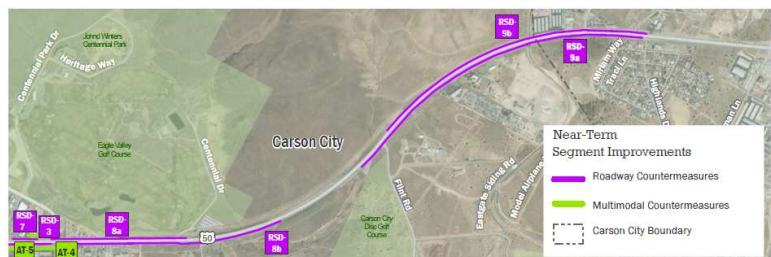 RSD-
9b
Johnd Winters
Centennial Park
Centennial Park Dr
Heritage Way
RSD-
9a
Miriam Way
Traci Ln
Highlands
Eagle Valley
Golf Course
Centennial Dr
Carson City
Flint Rd
Eastgate Siding Rd
Model Airplane
Near-Term
Segment Improvements
Roadway Countermeasures
Multimodal Countermeasures
Carson City Boundary
RSD-
7
RSD-
3
RSD-
8a
50
RSD-
8b
Carson City
Disc Golf
Course
AT-5
AT-4